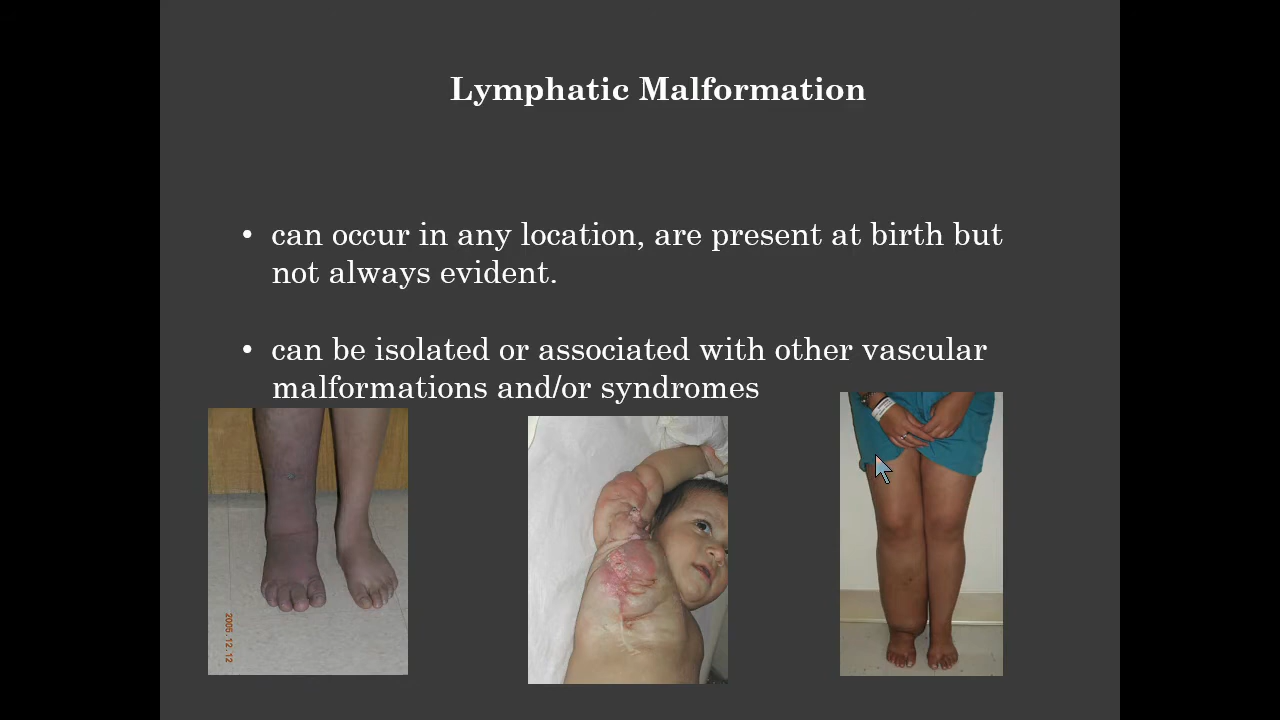 Lymphatic Malformation
• can occur in any location, are present at birth but
not always evident.
• can be isolated or associated with other vascular
malformations and/or syndromes
2005.12.12